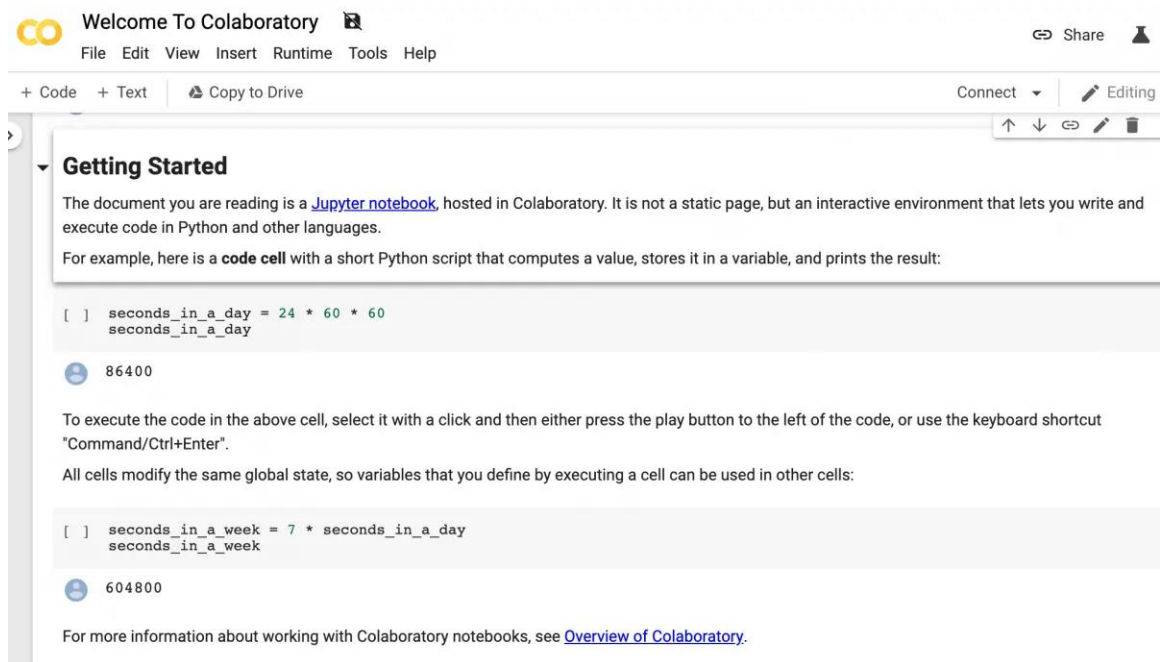 Welcome To Colaboratory
File Edit View Insert Runtime Tools Help
Share
+ Code + Text Copy to Drive
Connect Editing
Getting Started
The document you are reading is a Jupyter notebook, hosted in Colaboratory. It is not a static page, but an interactive environment that lets you write and
execute code in Python and other languages.
For example, here is a code cell with a short Python script that computes a value, stores it in a variable, and prints the result:
[ ] seconds_in_a_day = 24 * 60 * 60
seconds_in_a_day
86400
To execute the code in the above cell, select it with a click and then either press the play button to the left of the code, or use the keyboard shortcut
"Command/Ctrl+Enter".
All cells modify the same global state, so variables that you define by executing a cell can be used in other cells:
[ ] seconds_in_a_week = 7 * seconds_in_a_day
seconds_in_a_week
604800
For more information about working with Colaboratory notebooks, see Overview of Colaboratory.